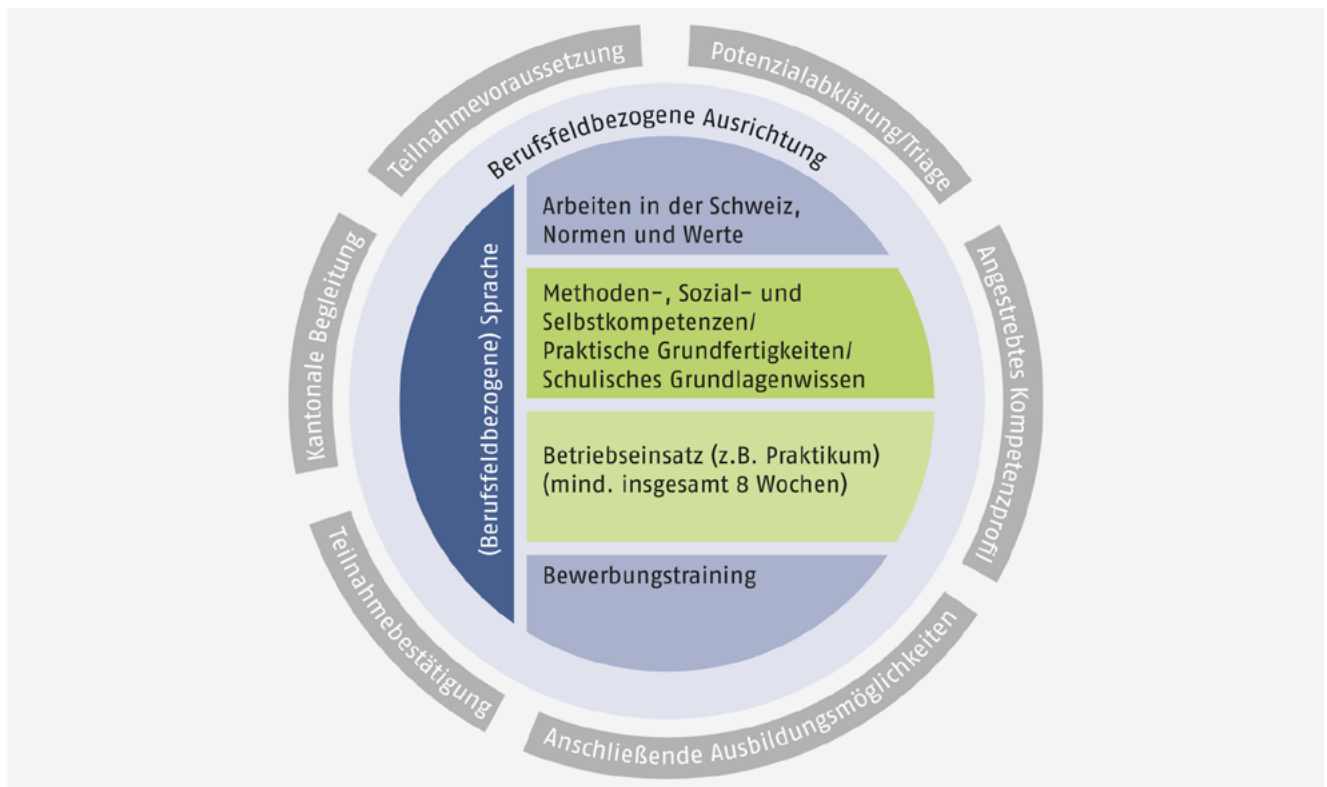 Teilnahmevoraussetzung
Potenzialabklärung/Triage
Berufsfeldbezogene Ausrichtung
Kantonale Begleitung
(Berufsfeldbezogene) Sprache
Arbeiten in der Schweiz,
Normen und Werte
Methoden-, Sozial- und
Selbstkompetenzen/
Praktische Grundfertigkeiten/
Schulisches Grundlagenwissen
Betriebseinsatz (z.B. Praktikum)
(mind. insgesamt 8 Wochen)
Bewerbungstraining
Angestrebtes Kompetenzprofil
Teilnahmebestätigung
Anschließende Ausbildungsmöglichkeiten